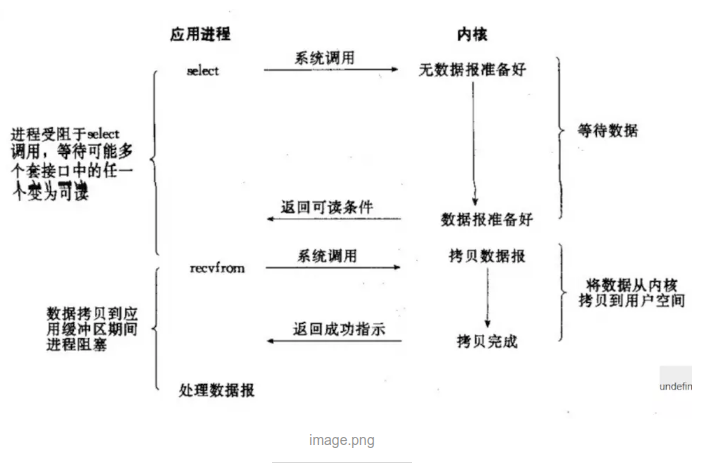 应用进程
内核
select
系统调用
无数据报准备好
进程受阻于select
调用，等待可能多
个套接口中的任一
个变为可读
等待数据
返回可读条件
数据报准备好
recvfrom
系统调用
拷贝数据报
数据拷贝到应
用缓冲区期间
进程阻塞
将数据从内核
拷贝到用户空间
返回成功指示
拷贝完成
处理数据报
undefin
image.png